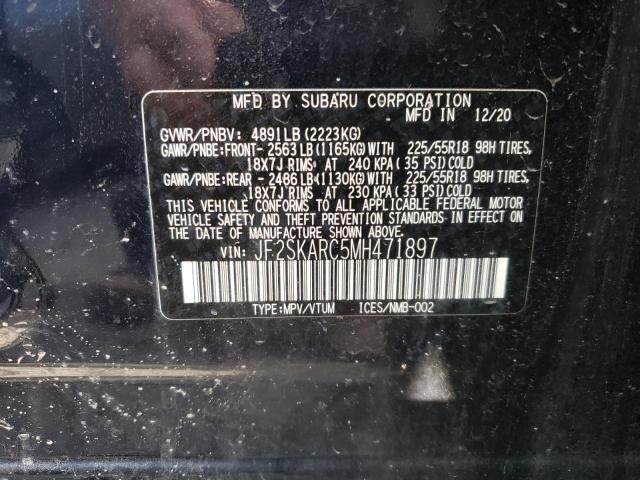 MFD BY SUBARU CORPORATION
MFD IN 12/20
GVWR/PNBV: 4891LB (2223KG)
GAWR/PNBE:FRONT- 2563LB (1165KG)WITH 225/55R18 98H TIRES,
18X7J RIMS AT 240 KPA ( 35 PSI)COLD
GAWR/PNBE:REAR -2486LB(1130KG)WITH 225/55R18 98H TIRES,
18X7J RIMS AT 230 KPA ( 33 PSI)COLD
THIS VEHICLE CONFORMS TO ALL APPLICABLE FEDERAL MOTOR
VEHICLE SAFETY AND THEFT PREVENTION STANDARDS IN EFFECT ON
THE DATE OF MANUFACTURE SHOWN ABOVE.
VIN: JF2SKARC5MH471897
TYPE:MPV/VTUM ICES/NMB-002